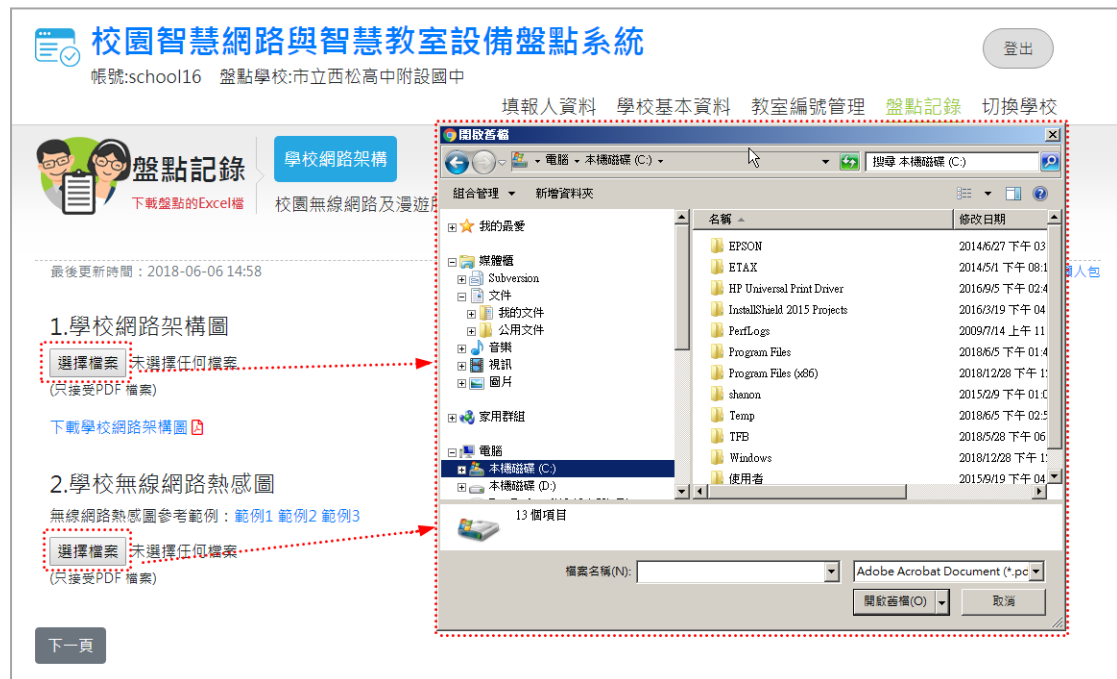 校園智慧網路與智慧教室設備盤點系統
登出
帳號:school16 盤點學校:市立西松高中附設國中
填報人資料 學校基本資料 教室編號管理 盤點記錄 切換學校
盤點記錄
下載盤點的Excel檔
學校網路架構
校園無線網路及漫遊
最後更新時間：2018-06-06 14:58
人包
1.學校網路架構圖
選擇檔案 未選擇任何檔案
(只接受PDF 檔案)
下載學校網路架構圖
2.學校無線網路熱感圖
無線網路熱感圖參考範例：範例1 範例2 範例3
選擇檔案 未選擇任何檔案
(只接受PDF 檔案)
下一頁
開啟舊檔
電腦 本機磁碟 (C:)
搜尋 本機磁碟 (C:)
組合管理 新增資料夾
我的最愛
媒體櫃
Subversion
文件
我的文件
公用文件
音樂
視訊
圖片
家用群組
電腦
本機磁碟 (C:)
本機磁碟 (D:)
名稱 修改日期
EPSON 2014/6/27 下午 03
ETAX 2014/5/1 下午 08:1
HP Universal Print Driver 2016/9/5 下午 02:4
InstallShield 2015 Projects 2016/3/19 下午 04
PerfLogs 2009/7/14 上午 11
Program Files 2018/6/5 下午 01:4
Program Files (x86) 2018/12/28 下午 1
shanon 2015/2/9 下午 01:0
Temp 2018/6/5 下午 02:5
TFB 2018/5/28 下午 06
Windows 2018/12/28 下午 1
使用者 2015/9/19 下午 04
13 個項目
檔案名稱(N): Adobe Acrobat Document (*.pd
開啟舊檔(O) 取消